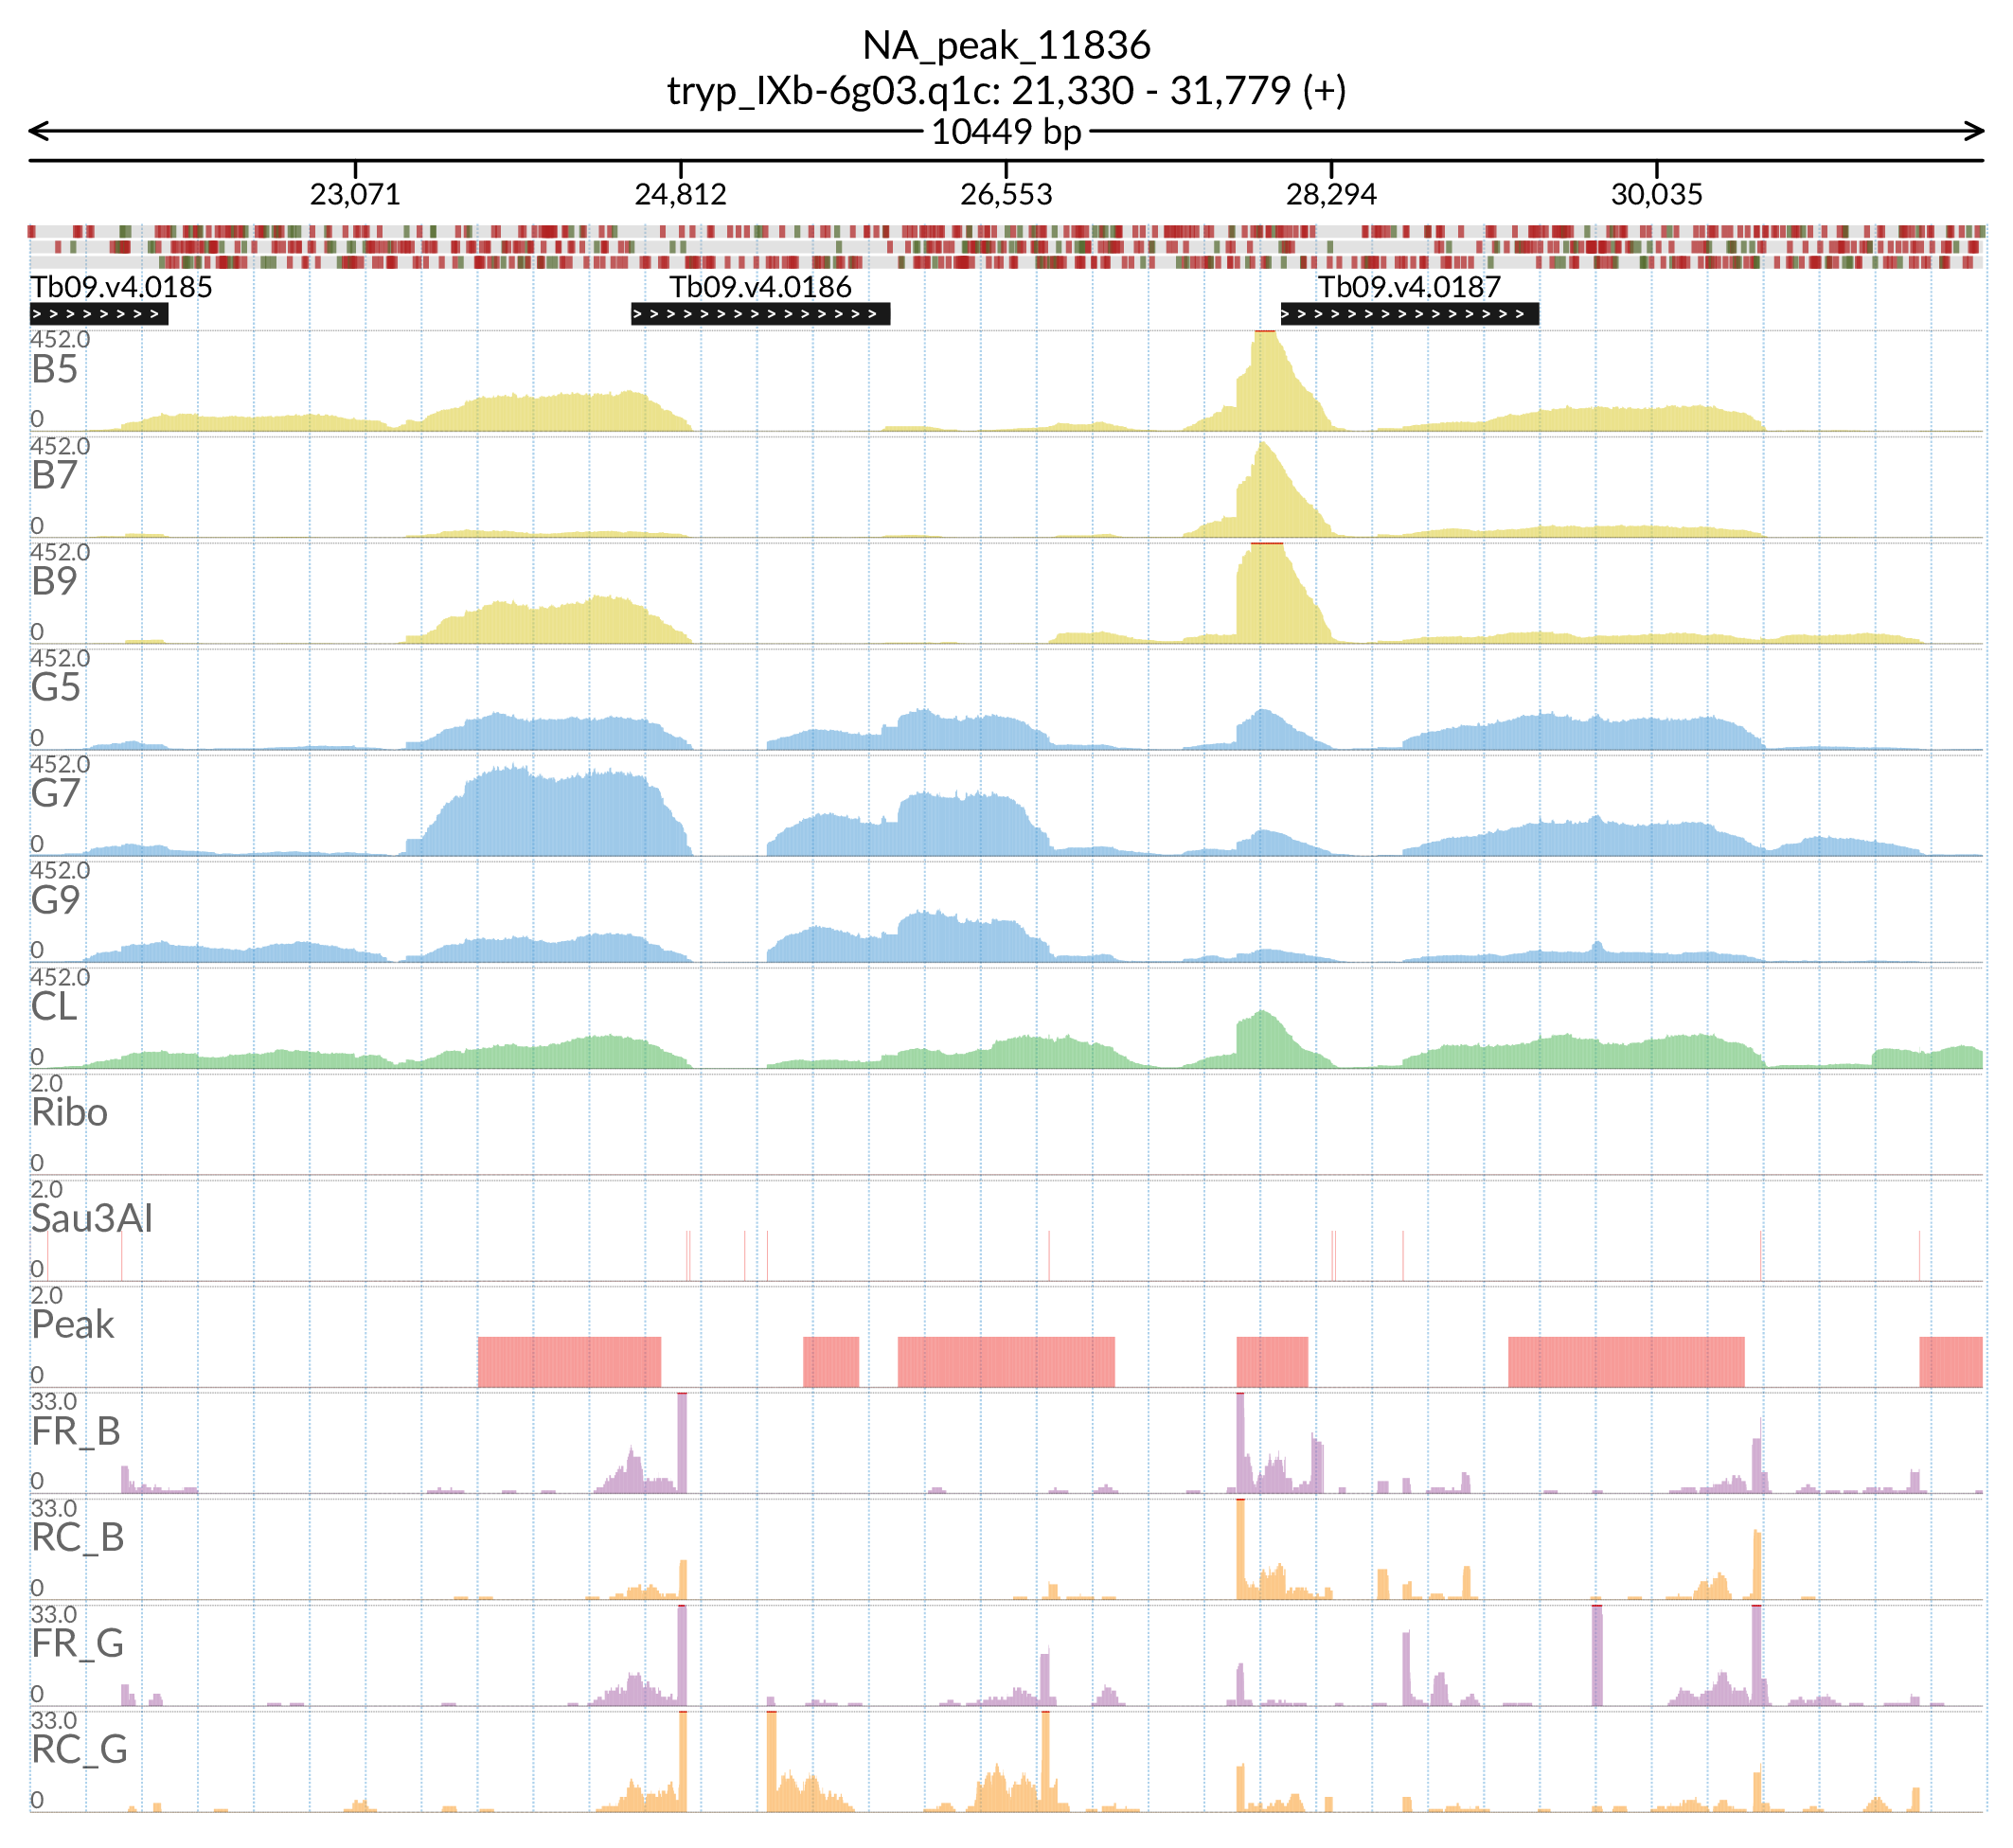 NA_peak_11836
tryp_IXb-6g03.q1c: 21,330 - 31,779 (+)
10449 bp
23,071 24,812 26,553 28,294 30,035
Tb09.v4.0185 Tb09.v4.0186 Tb09.v4.0187
452.0
B5
0
452.0
B7
0
452.0
B9
0
452.0
G5
0
452.0
G7
0
452.0
G9
0
452.0
CL
0
2.0
Ribo
0
2.0
Sau3AI
0
2.0
Peak
0
33.0
FR_B
0
33.0
RC_B
0
33.0
FR_G
0
33.0
RC_G
0